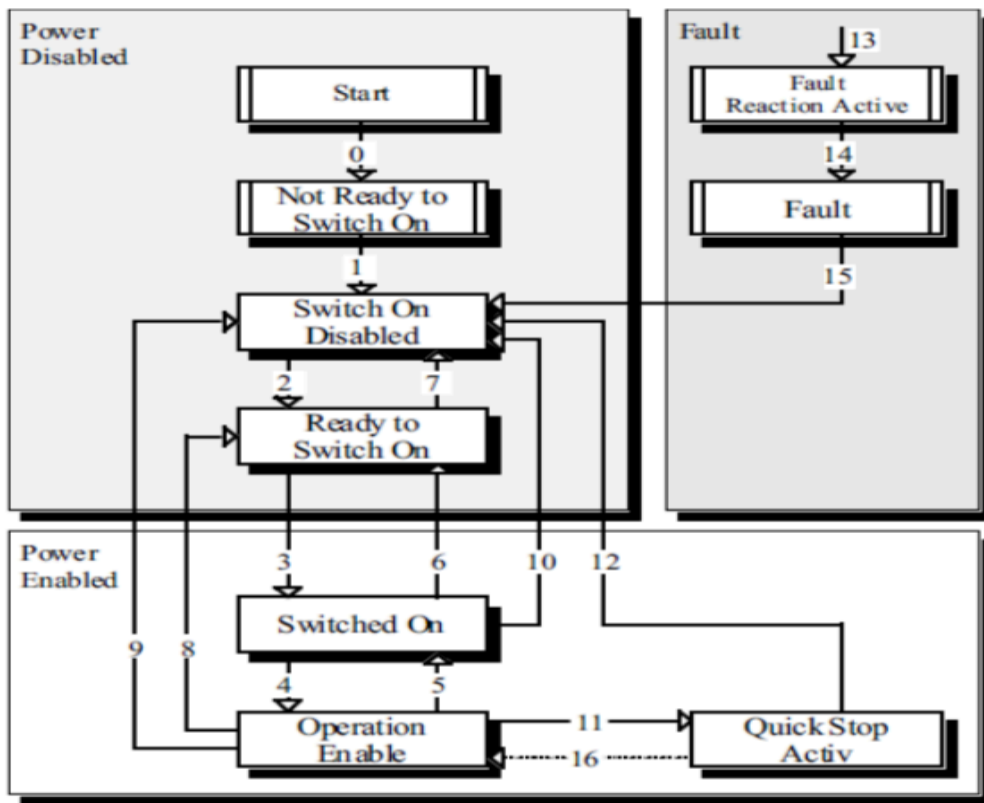 Power
Disabled
Start
0
Not Ready to
Switch On
1
Switch On
Disabled
2
7
Ready to
Switch On
Fault
13
Fault
Reaction Active
14
Fault
15
Power
Enabled
3
6
10
12
Switched On
9
8
4
5
Operation
Enable
11
16
Quick Stop
Activ